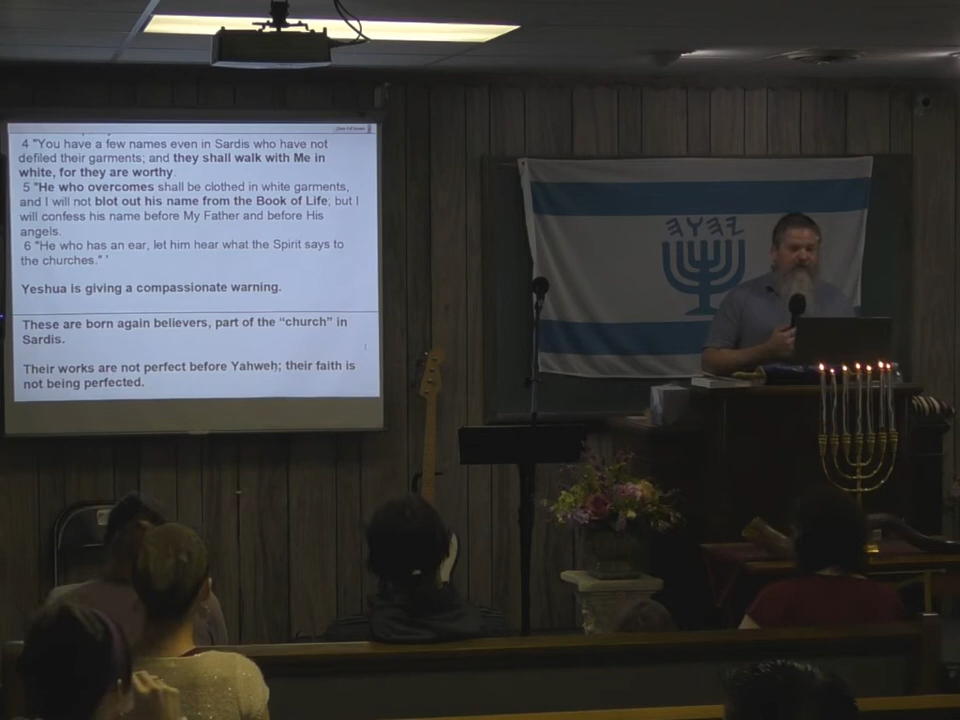 4 "You have a few names even in Sardis who have not
defiled their garments; and they shall walk with Me in
white, for they are worthy.
5 "He who overcomes shall be clothed in white garments,
and I will not blot out his name from the Book of Life; but I
will confess his name before My Father and before His
angels.
6 "He who has an ear, let him hear what the Spirit says to
the churches." '
Yeshua is giving a compassionate warning.
These are born again believers, part of the “church” in
Sardis.
Their works are not perfect before Yahweh; their faith is
not being perfected.
𐤉𐤄𐤅𐤄